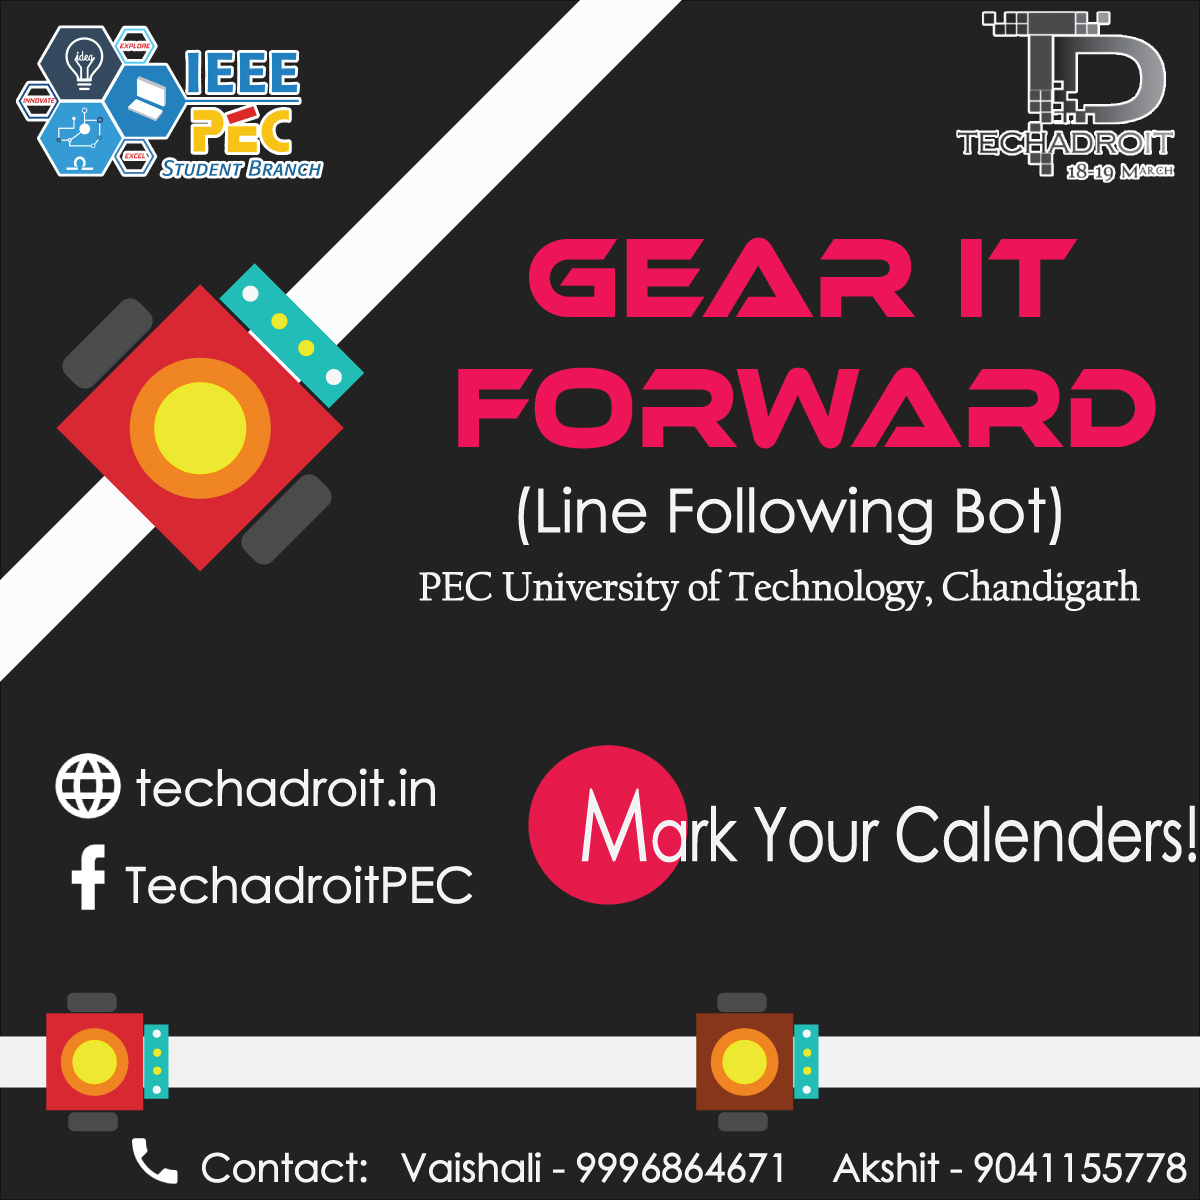 idea
EXPLORE
INNOVATE
EXCEL
IEEE
PEC
STUDENT BRANCH
TD
TECHADROIT
18-19 MARCH
GEAR IT
FORWARD
(Line Following Bot)
PEC University of Technology, Chandigarh
techadroit.in
TechadroitPEC
Mark Your Calenders!
Contact: Vaishali - 9996864671 Akshit - 9041155778